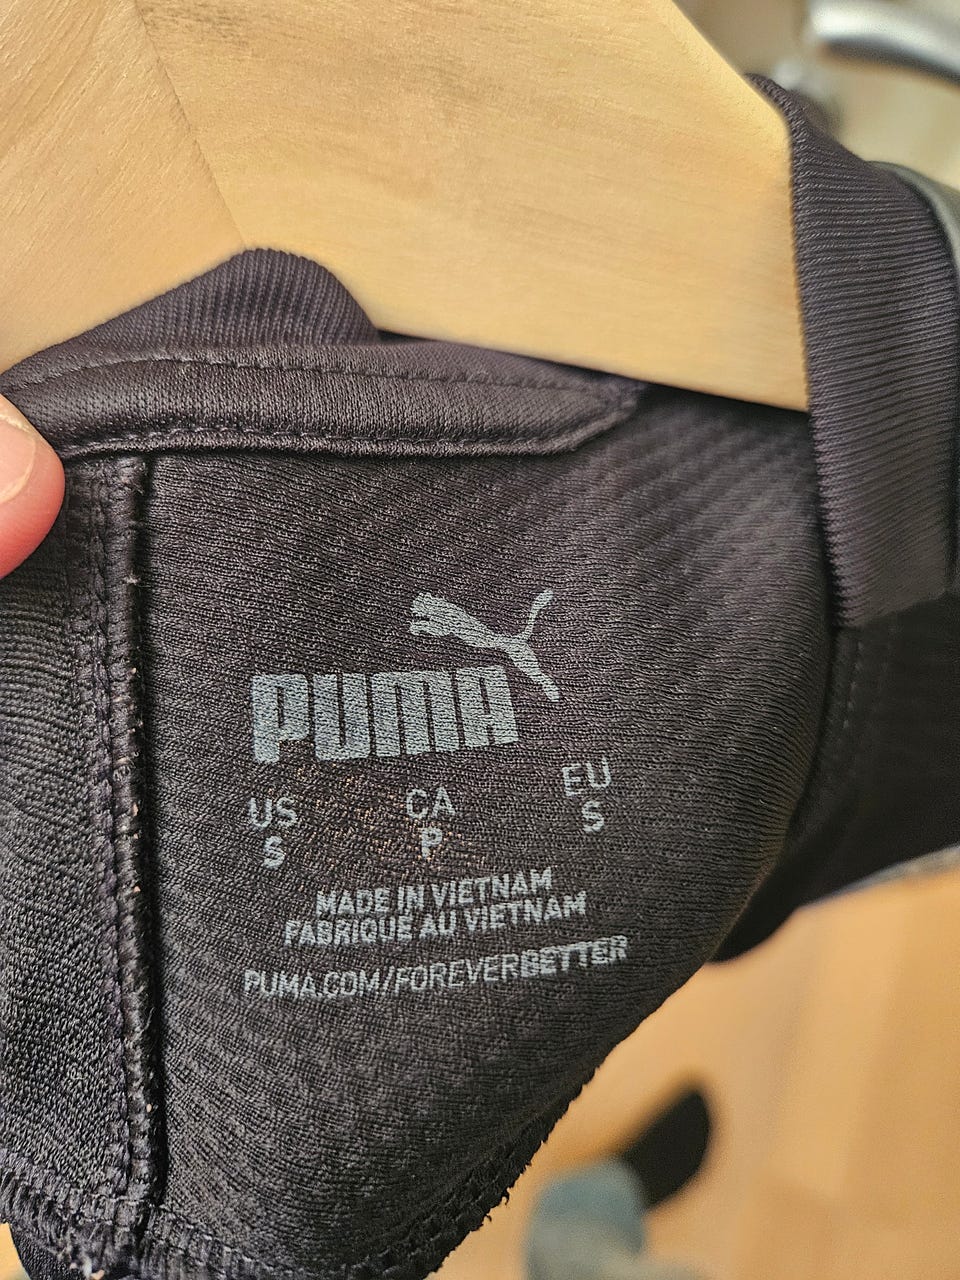 PUMA
US CA EU
S P S
MADE IN VIETNAM
FABRIQUE AU VIETNAM
PUMA.COM/FOREVERBETTER